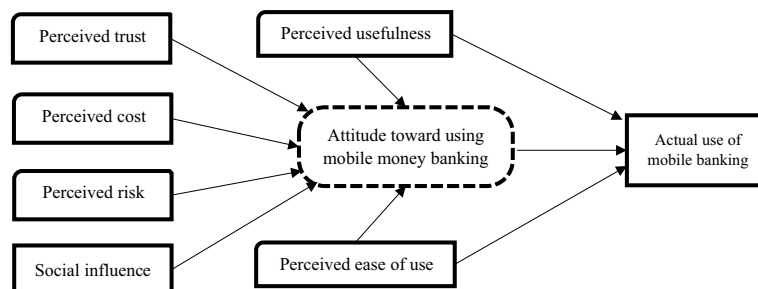 Perceived trust
Perceived usefulness
Perceived cost
Attitude toward using
mobile money banking
Actual use of
mobile banking
Perceived risk
Social influence
Perceived ease of use